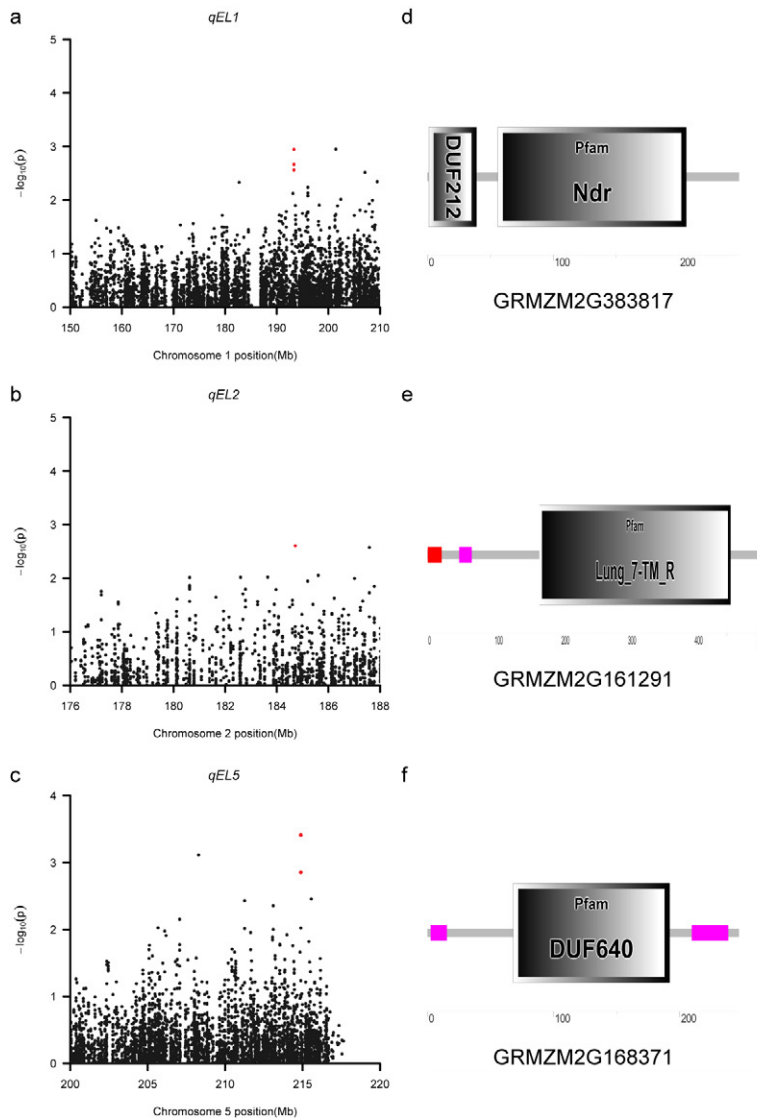 a
qEL1
5
4
3
2
1
0
−log₁₀(p)
150 160 170 180 190 200 210
Chromosome 1 position(Mb)
d
DUF212
Pfam
Ndr
0 100 200
GRMZM2G383817
b
qEL2
5
4
3
2
1
0
−log₁₀(p)
176 178 180 182 184 186 188
Chromosome 2 position(Mb)
e
Pfam
Lung_7-TM_R
0 100 200 300 400
GRMZM2G161291
c
qEL5
4
3
2
1
0
−log₁₀(p)
200 205 210 215 220
Chromosome 5 position(Mb)
f
Pfam
DUF640
0 100 200
GRMZM2G168371